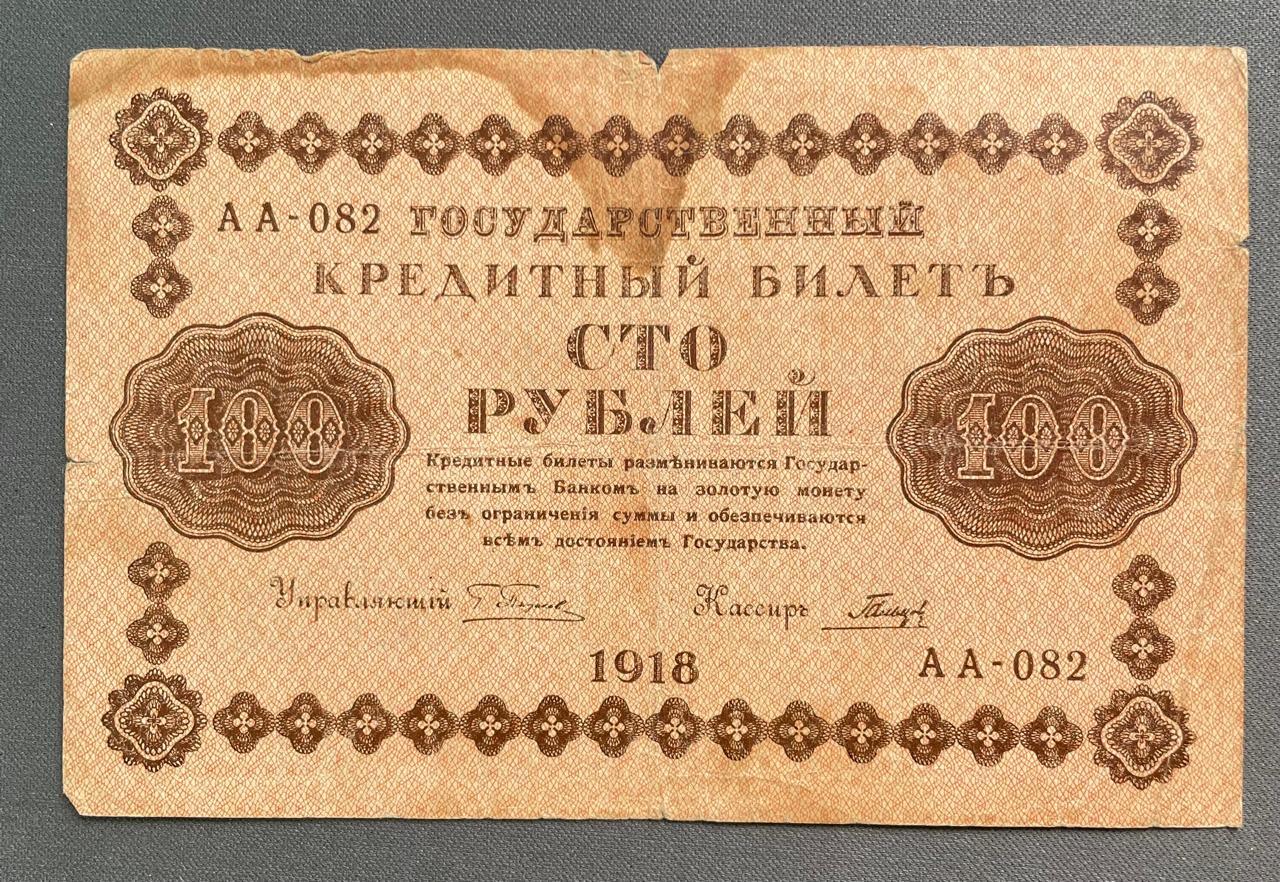 АА-082 ГОСУДАРСТВЕННЫЙ
КРЕДИТНЫЙ БИЛЕТЪ
СТО
РУБЛЕЙ
100
100
Кредитные билеты размѣниваются Государ-
ственнымъ Банкомъ на золотую монету
безъ ограниченія суммы и обезпечиваются
всѣмъ достояніемъ Государства.
Управляющій
Кассиръ
1918
АА-082